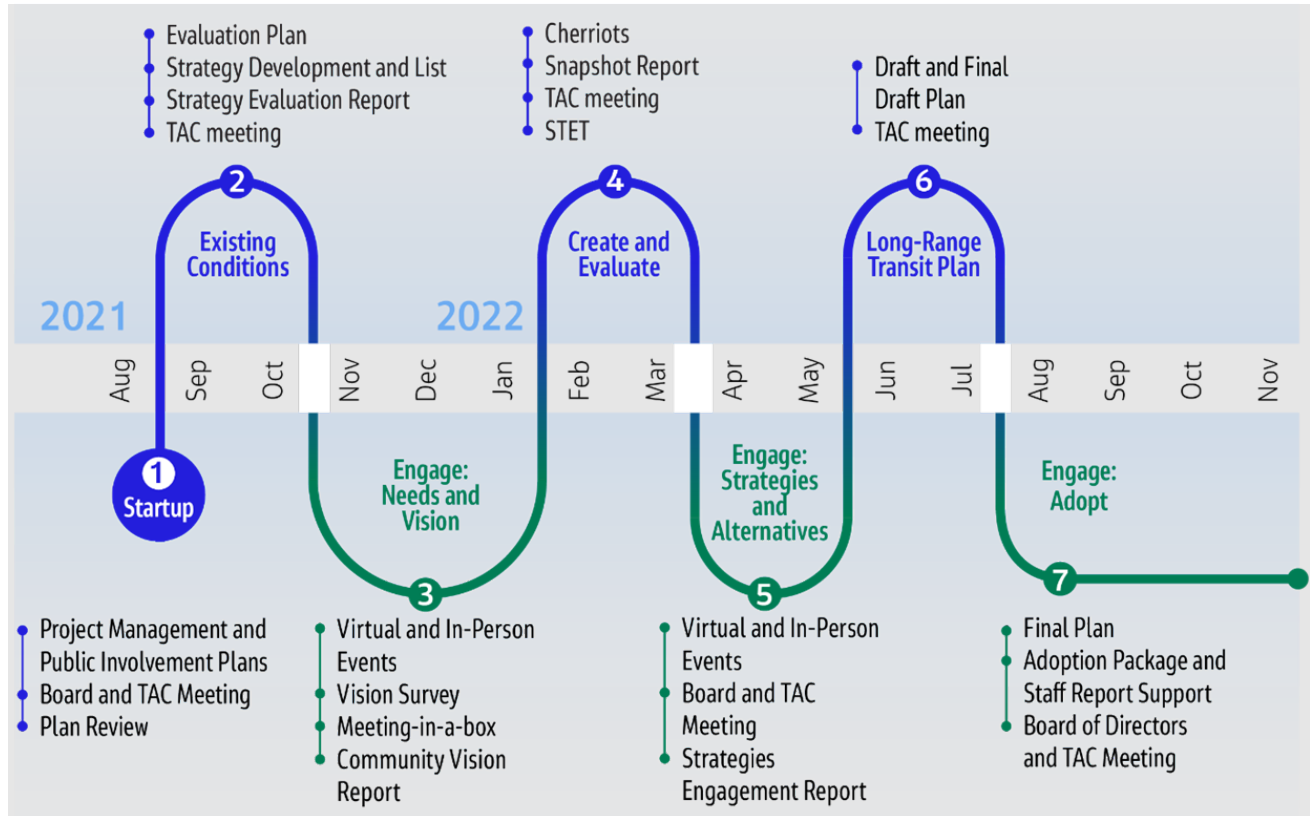 Evaluation Plan
Strategy Development and List
Strategy Evaluation Report
TAC meeting
Cherriots
Snapshot Report
TAC meeting
STET
Draft and Final
Draft Plan
TAC meeting
2
Existing
Conditions
4
Create and
Evaluate
6
Long-Range
Transit Plan
2021
2022
Aug
Sep
Oct
Nov
Dec
Jan
Feb
Mar
Apr
May
Jun
Jul
Aug
Sep
Oct
Nov
1
Startup
Engage:
Needs and
Vision
3
Engage:
Strategies
and
Alternatives
5
Engage:
Adopt
7
Project Management and
Public Involvement Plans
Board and TAC Meeting
Plan Review
Virtual and In-Person
Events
Vision Survey
Meeting-in-a-box
Community Vision
Report
Virtual and In-Person
Events
Board and TAC
Meeting
Strategies
Engagement Report
Final Plan
Adoption Package and
Staff Report Support
Board of Directors
and TAC Meeting